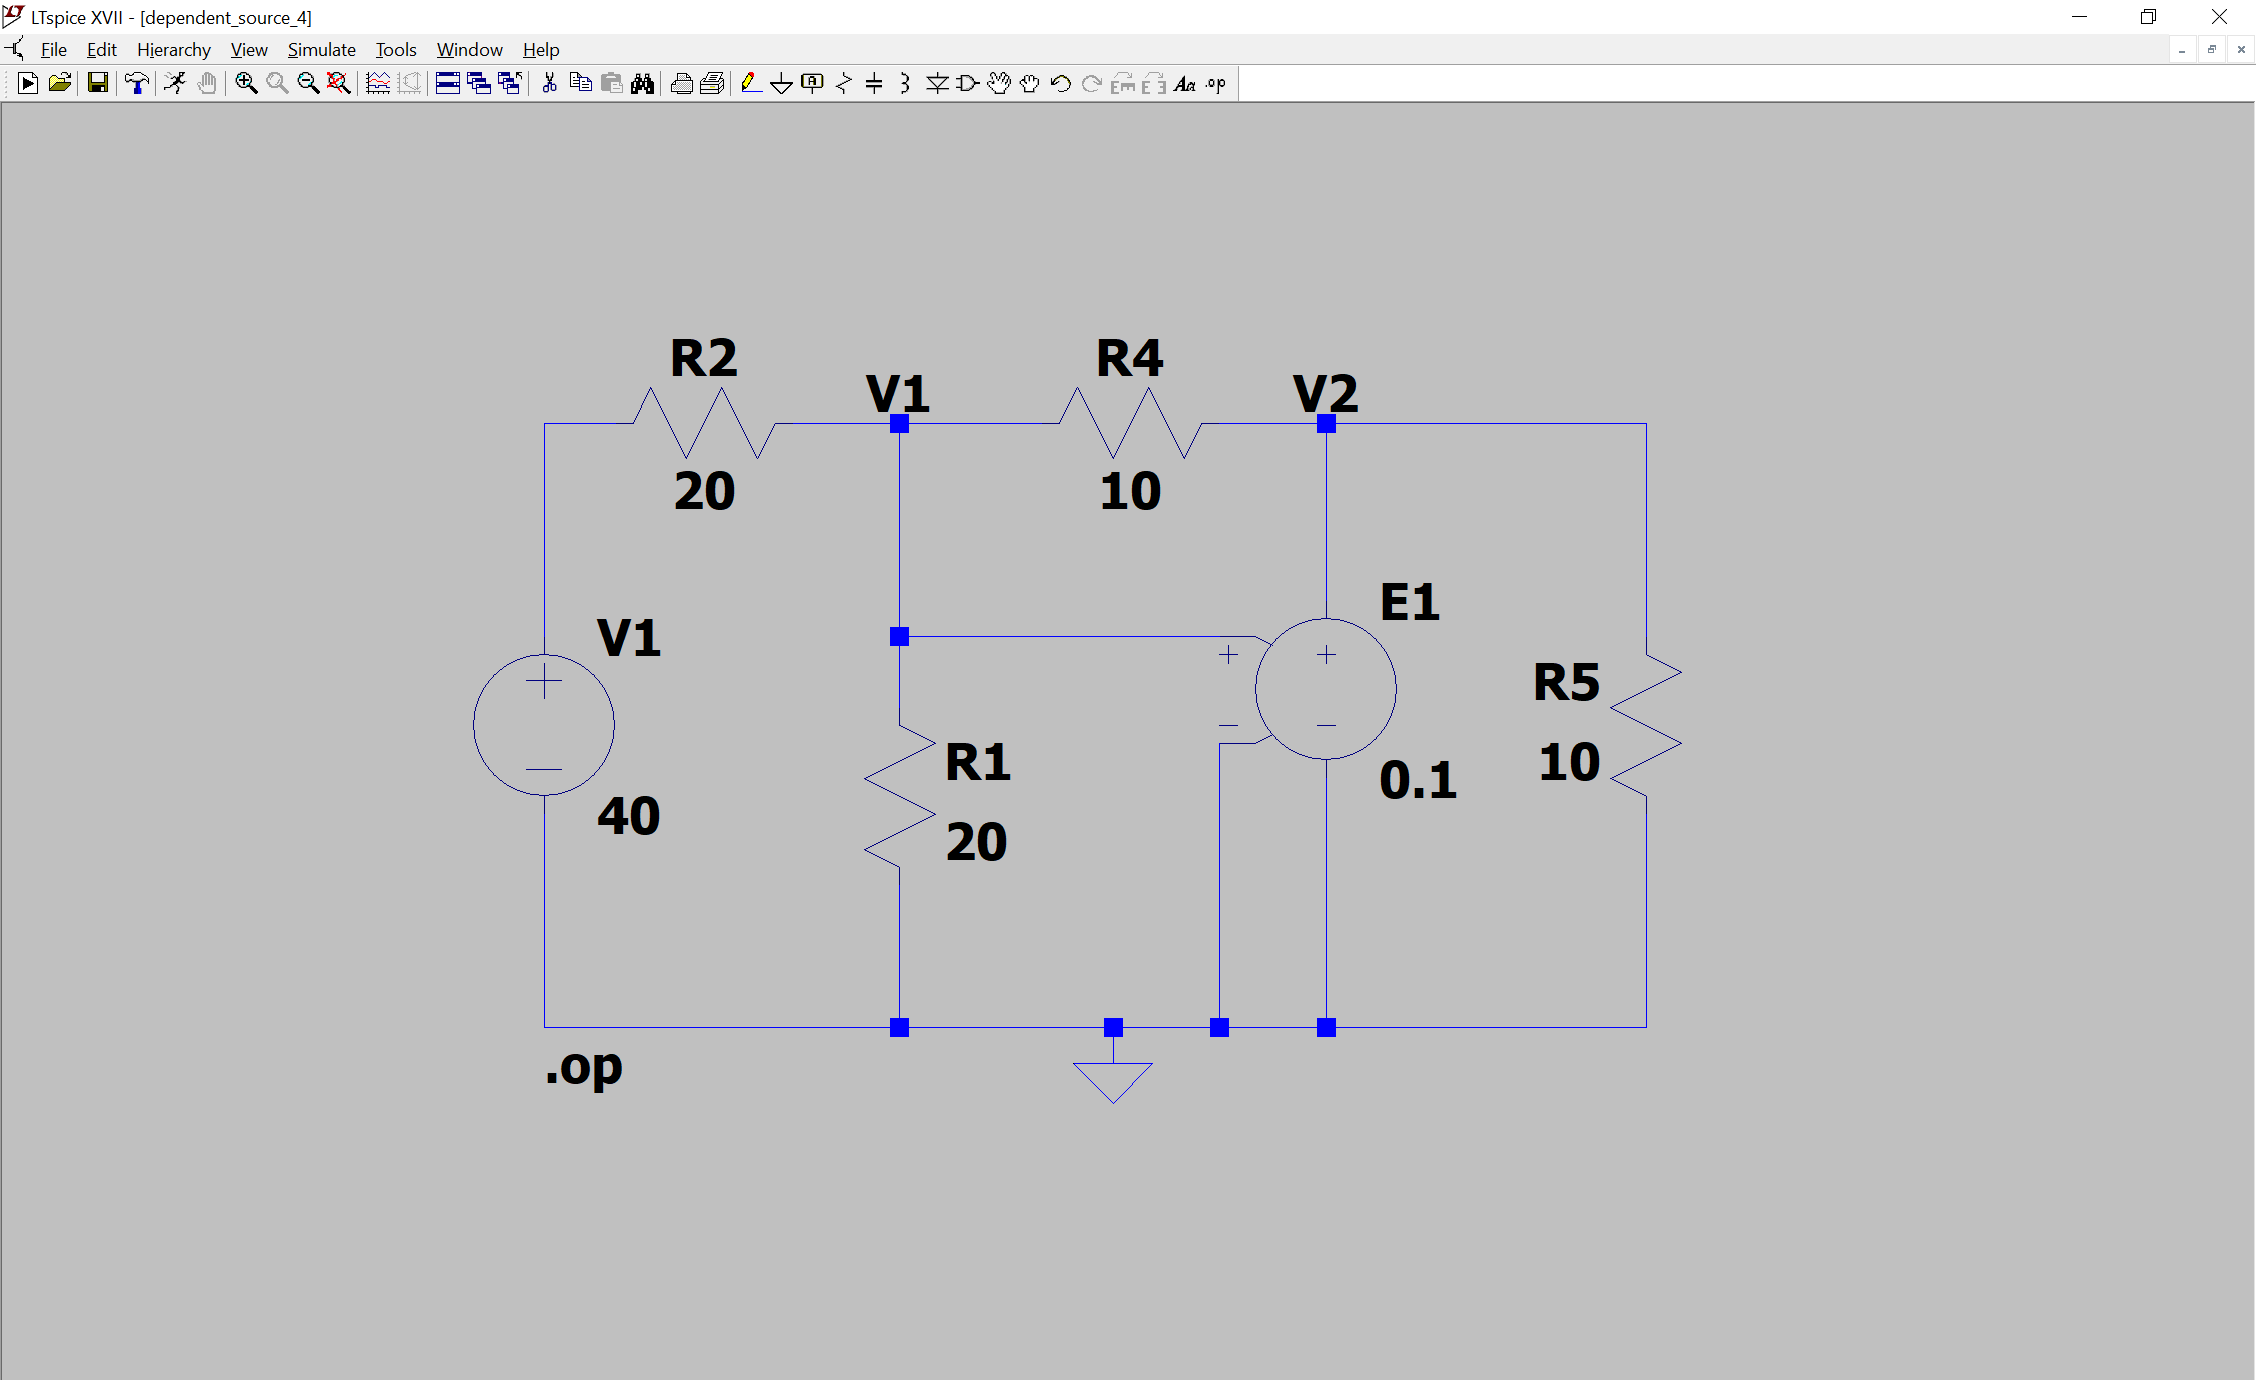 LTspice XVII - [dependent_source_4]
File Edit Hierarchy View Simulate Tools Window Help
.op
R2
R4
V1
V2
20
10
E1
V1
R5
R1
10
0.1
40
20
.op